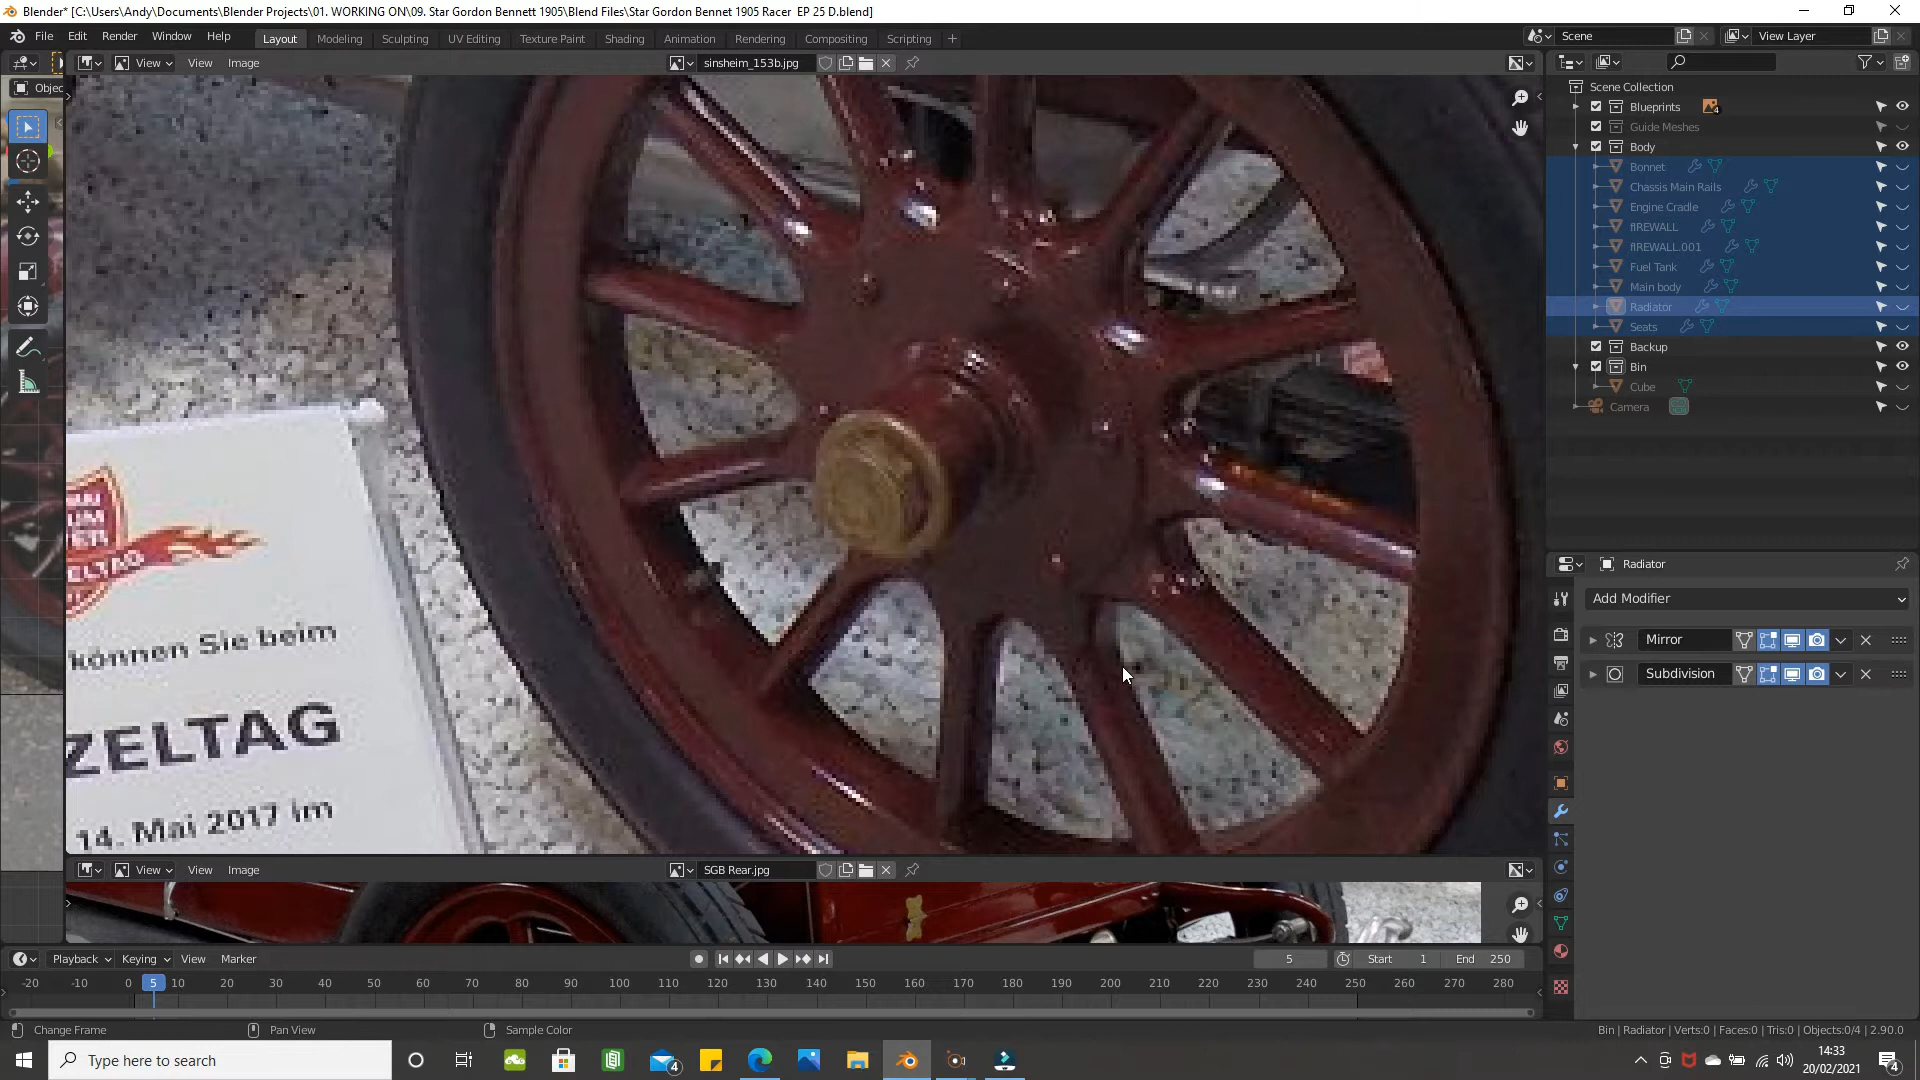 Blender* [C:\Users\Andy\Documents\Blender Projects\01. WORKING ON\09. Star Gordon Bennett 1905\Blend Files\Star Gordon Bennet 1905 Racer EP 25 D.blend]
File Edit Render Window Help Layout Modeling Sculpting UV Editing Texture Paint Shading Animation Rendering Compositing Scripting + Scene View Layer
View View Image sinsheim_153b.jpg
Objec
Scene Collection
Blueprints 4
Guide Meshes
Body
Bonnet
Chassis Main Rails
Engine Cradle
fIREWALL
fIREWALL.001
Fuel Tank
Main body
Radiator
Seats
Backup
Bin
Cube
Camera
UM
ELTAG
können Sie beim
ZELTAG
14. Mai 2017 im
Radiator
Add Modifier
Mirror
Subdivision
View View Image SGB Rear.jpg
Playback Keying View Marker 5 Start 1 End 250
-20 -10 0 5 10 20 30 40 50 60 70 80 90 100 110 120 130 140 150 160 170 180 190 200 210 220 230 240 250 260 270 280
Change Frame Pan View Sample Color Bin | Radiator | Verts:0 | Faces:0 | Tris:0 | Objects:0/4 | 2.90.0
Type here to search 4 14:33
20/02/2021 4